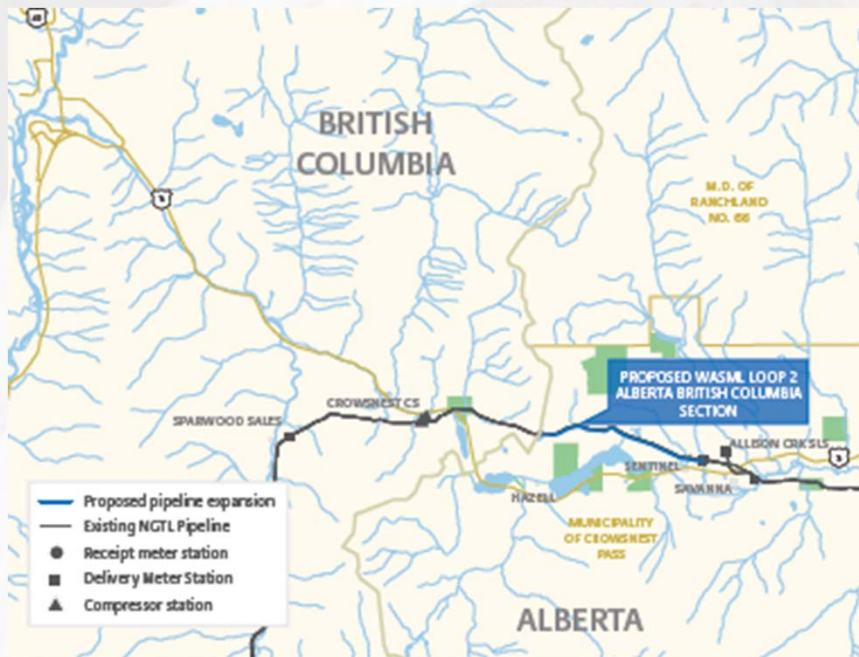 BRITISH
COLUMBIA
M.D. OF
RANCHLAND
NO. 66
3
PROPOSED WASML LOOP 2
ALBERTA BRITISH COLUMBIA
SECTION
CROWSNEST CS
SPARWOOD SALES
ALLISON CRK SLS
3
SENTINEL
SAVANNA
HAZELL
MUNICIPALITY
OF CROWSNEST
PASS
ALBERTA
Proposed pipeline expansion
Existing NGTL Pipeline
Receipt meter station
Delivery Meter Station
Compressor station